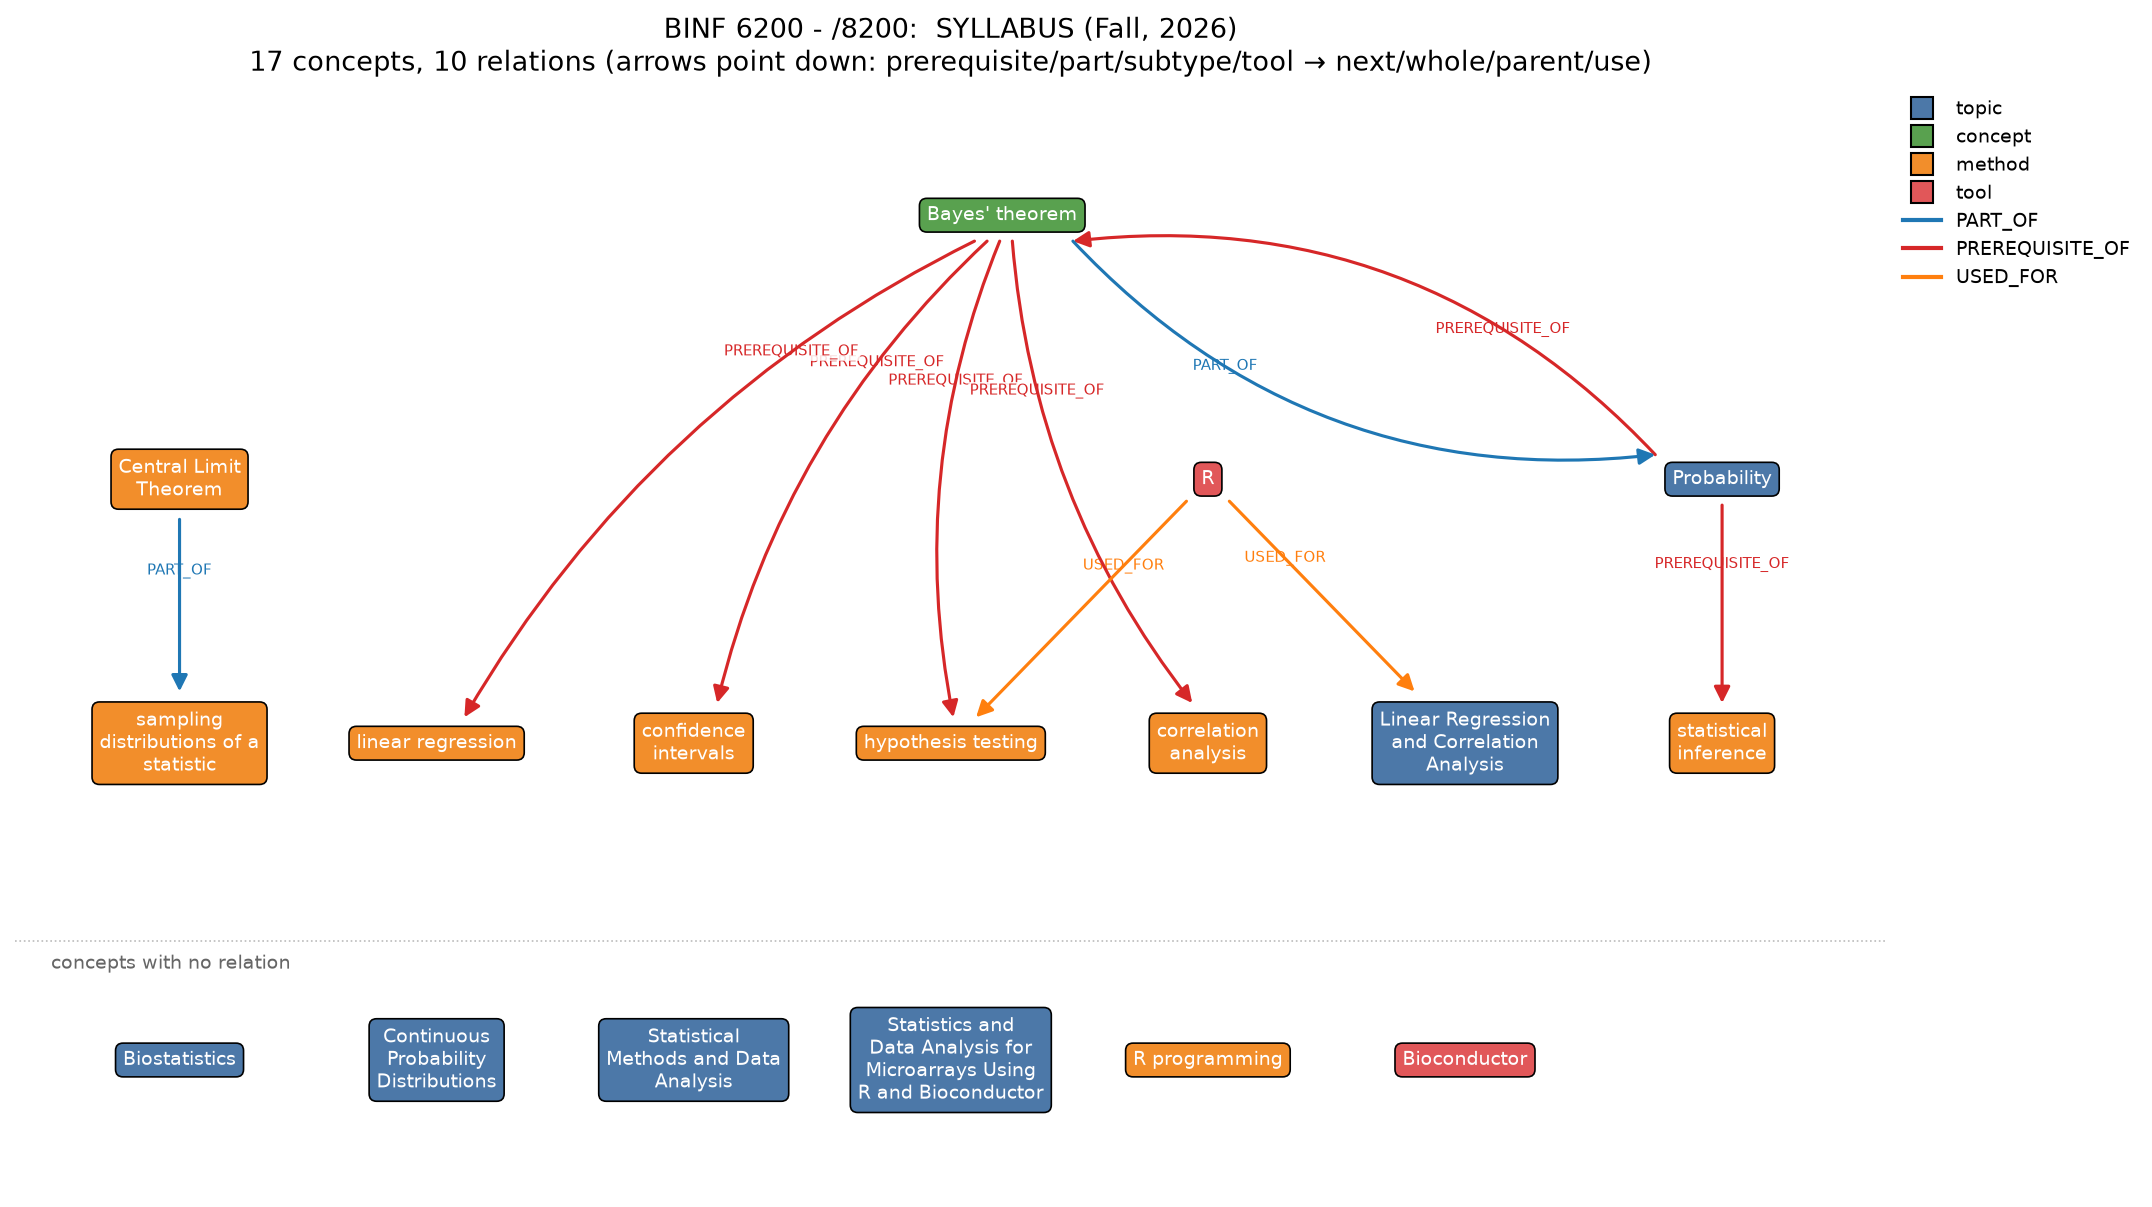 BINF 6200 - /8200:  SYLLABUS (Fall, 2026)
17 concepts, 10 relations (arrows point down: prerequisite/part/subtype/tool → next/whole/parent/use)
topic
concept
method
tool
PART_OF
PREREQUISITE_OF
USED_FOR
Bayes' theorem
PREREQUISITE_OF
PREREQUISITE_OF
PREREQUISITE_OF
PREREQUISITE_OF
PART_OF
PREREQUISITE_OF
Central Limit
Theorem
R
Probability
PART_OF
USED_FOR
USED_FOR
PREREQUISITE_OF
sampling
distributions of a
statistic
linear regression
confidence
intervals
hypothesis testing
correlation
analysis
Linear Regression
and Correlation
Analysis
statistical
inference
concepts with no relation
Biostatistics
Continuous
Probability
Distributions
Statistical
Methods and Data
Analysis
Statistics and
Data Analysis for
Microarrays Using
R and Bioconductor
R programming
Bioconductor